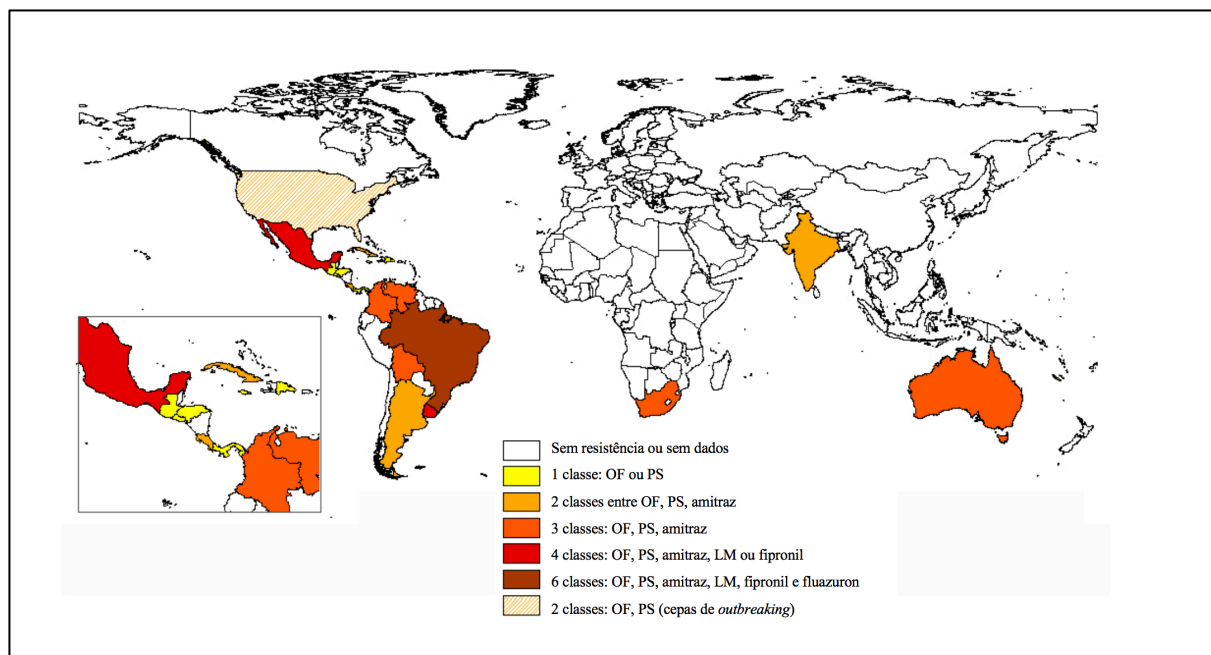 Sem resistência ou sem dados
1 classe: OF ou PS
2 classes entre OF, PS, amitraz
3 classes: OF, PS, amitraz
4 classes: OF, PS, amitraz, LM ou fipronil
6 classes: OF, PS, amitraz, LM, fipronil e fluazuron
2 classes: OF, PS (cepas de outbreaking)